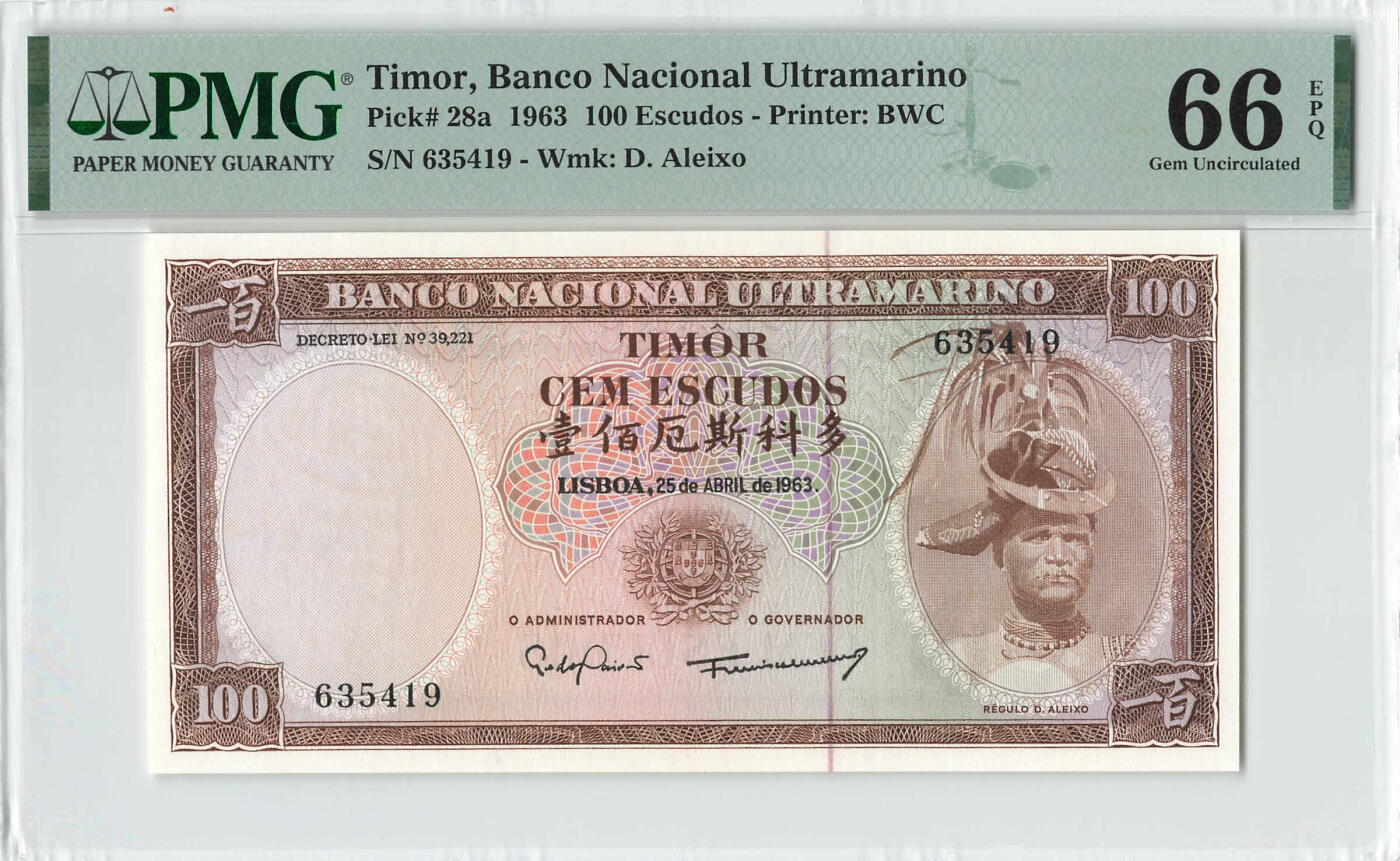 PMG®
PAPER MONEY GUARANTY
Timor, Banco Nacional Ultramarino
Pick# 28a 1963 100 Escudos - Printer: BWC
S/N 635419 - Wmk: D. Aleixo
66 EPQ
Gem Uncirculated
一百 BANCO NACIONAL ULTRAMARINO 100
DECRETO-LEI Nº 39,221
TIMÔR
635419
CEM ESCUDOS
壹佰厄斯科多
LISBOA, 25 de ABRIL de 1963.
O ADMINISTRADOR O GOVERNADOR
100 635419
RÉGULO D. ALEIXO
一百